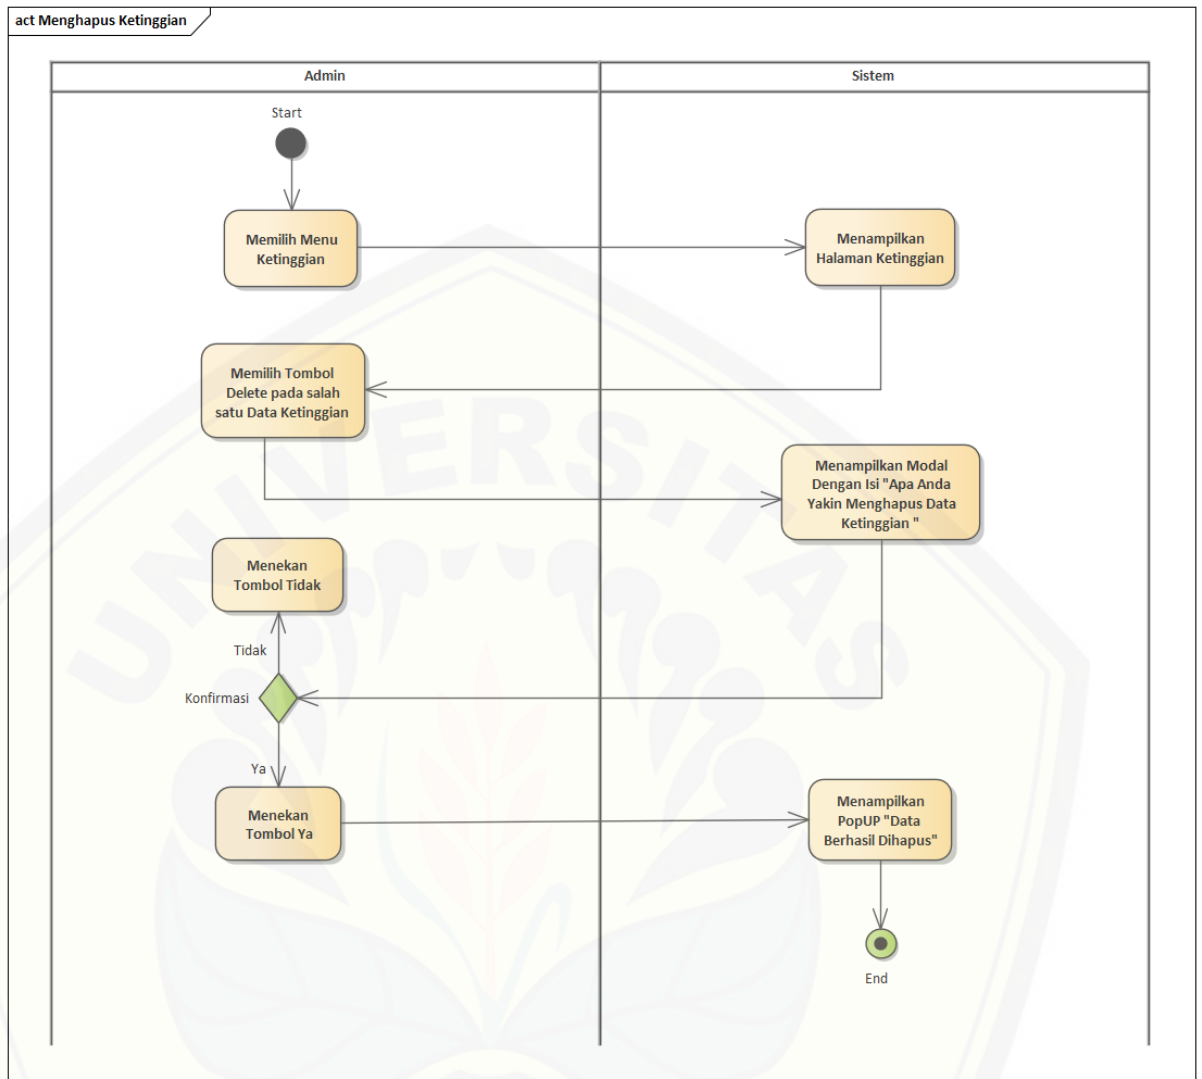 act Menghapus Ketinggian
Admin
Sistem
Start
Memilih Menu
Ketinggian
Menampilkan
Halaman Ketinggian
Memilih Tombol
Delete pada salah
satu Data Ketinggian
Menampilkan Modal
Dengan Isi "Apa Anda
Yakin Menghapus Data
Ketinggian "
Menekan
Tombol Tidak
Tidak
Konfirmasi
Ya
Menekan
Tombol Ya
Menampilkan
PopUP "Data
Berhasil Dihapus"
End
UNIVERSITAS